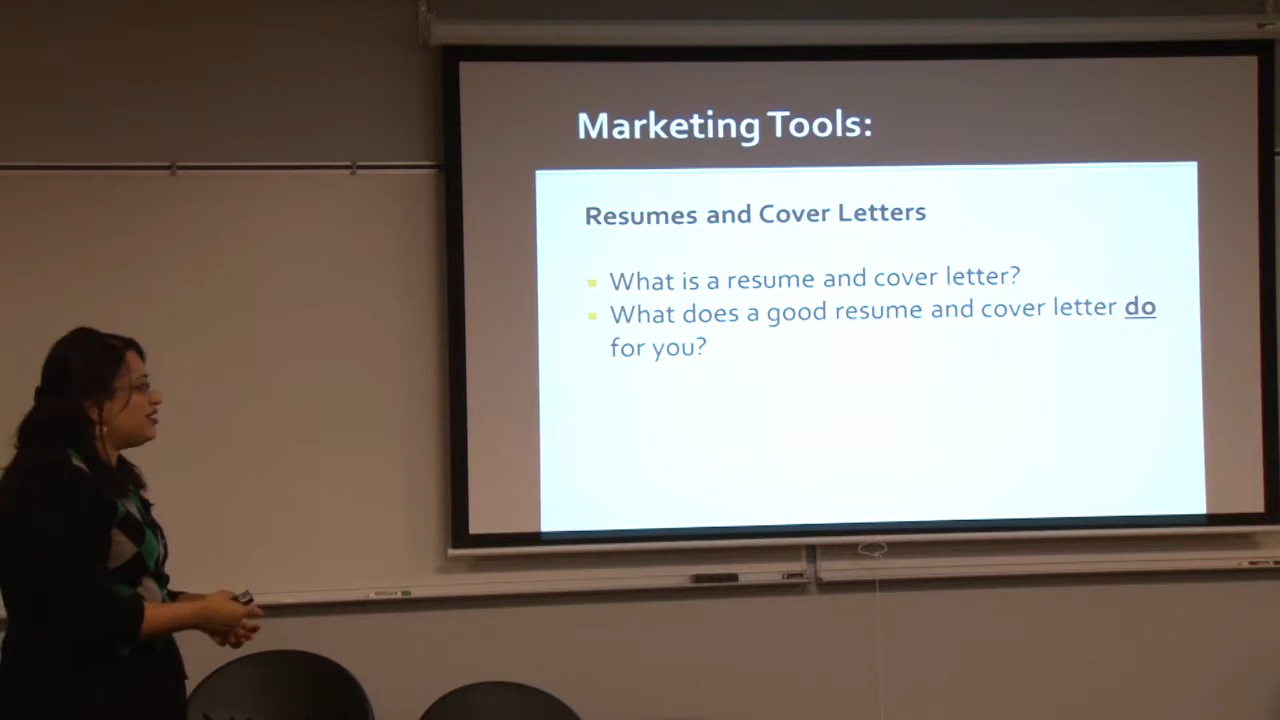 Marketing Tools:
Resumes and Cover Letters
What is a resume and cover letter?
What does a good resume and cover letter do
for you?